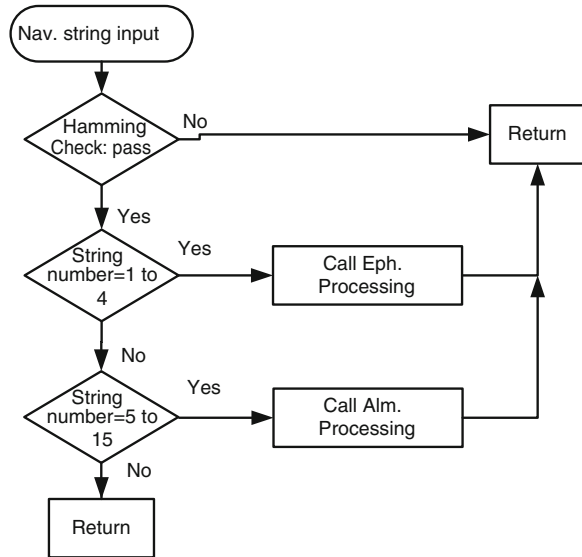 Nav. string input
Hamming
Check: pass
No
Return
Yes
String
number=1 to
4
Yes
Call Eph.
Processing
No
String
number=5 to
15
Yes
Call Alm.
Processing
No
Return